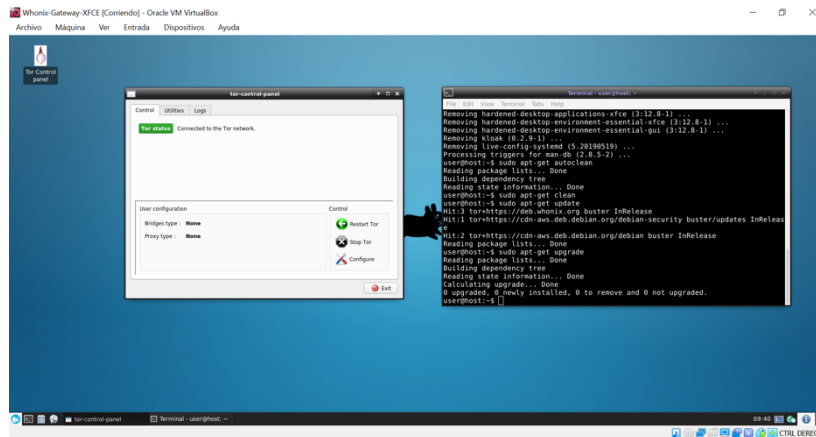 Whonix-Gateway-XFCE [Corriendo] - Oracle VM VirtualBox
Archivo Máquina Ver Entrada Dispositivos Ayuda
Tor Control
panel
tor-control-panel
Control Utilities Logs
Tor status Connected to the Tor network.
User configuration
Bridges type : None
Proxy type : None
Control
Restart Tor
Stop Tor
Configure
Exit
Terminal - user@host: ~
File Edit View Terminal Tabs Help
Removing hardened-desktop-applications-xfce (3:12.8-1) ...
Removing hardened-desktop-environment-essential-xfce (3:12.8-1) ...
Removing hardened-desktop-environment-essential-gui (3:12.8-1) ...
Removing kloak (0.2.9-1) ...
Removing live-config-systemd (5.20190519) ...
Processing triggers for man-db (2.8.5-2) ...
user@host:~$ sudo apt-get autoclean
Reading package lists... Done
Building dependency tree
Reading state information... Done
user@host:~$ sudo apt-get clean
user@host:~$ sudo apt-get update
Hit:3 tor+https://deb.whonix.org buster InRelease
Hit:1 tor+https://cdn-aws.deb.debian.org/debian-security buster/updates InReleas
e
Hit:2 tor+https://cdn-aws.deb.debian.org/debian buster InRelease
Reading package lists... Done
user@host:~$ sudo apt-get upgrade
Reading package lists... Done
Building dependency tree
Reading state information... Done
Calculating upgrade... Done
0 upgraded, 0 newly installed, 0 to remove and 0 not upgraded.
user@host:~$
tor-control-panel Terminal - user@host: ~ 09:40
CTRL DEREC